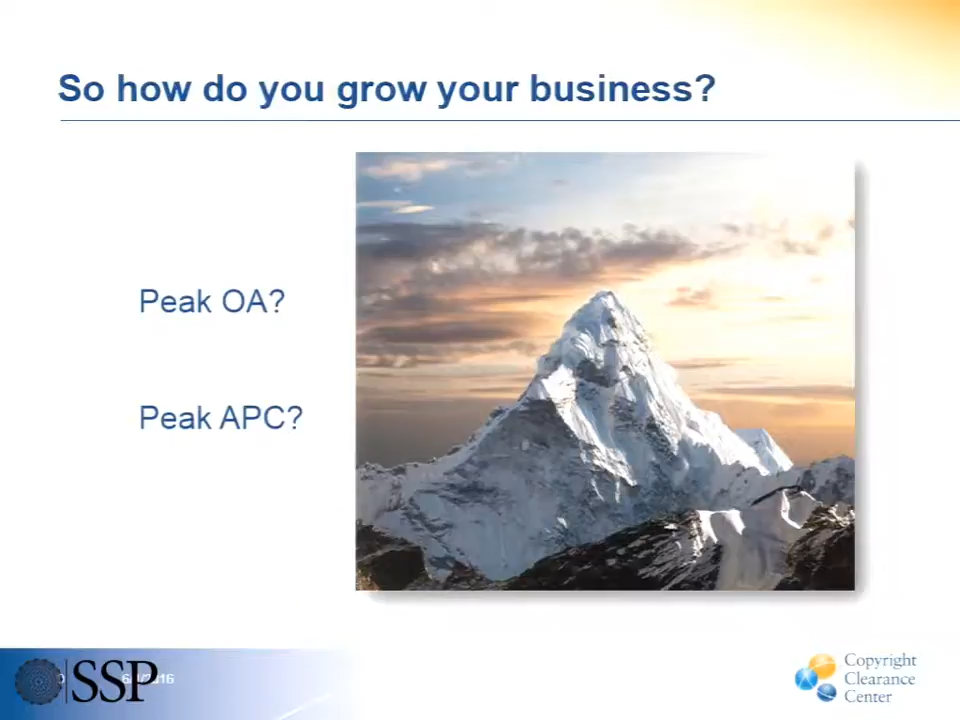 So how do you grow your business?
Peak OA?
Peak APC?
SSP
Copyright
Clearance
Center